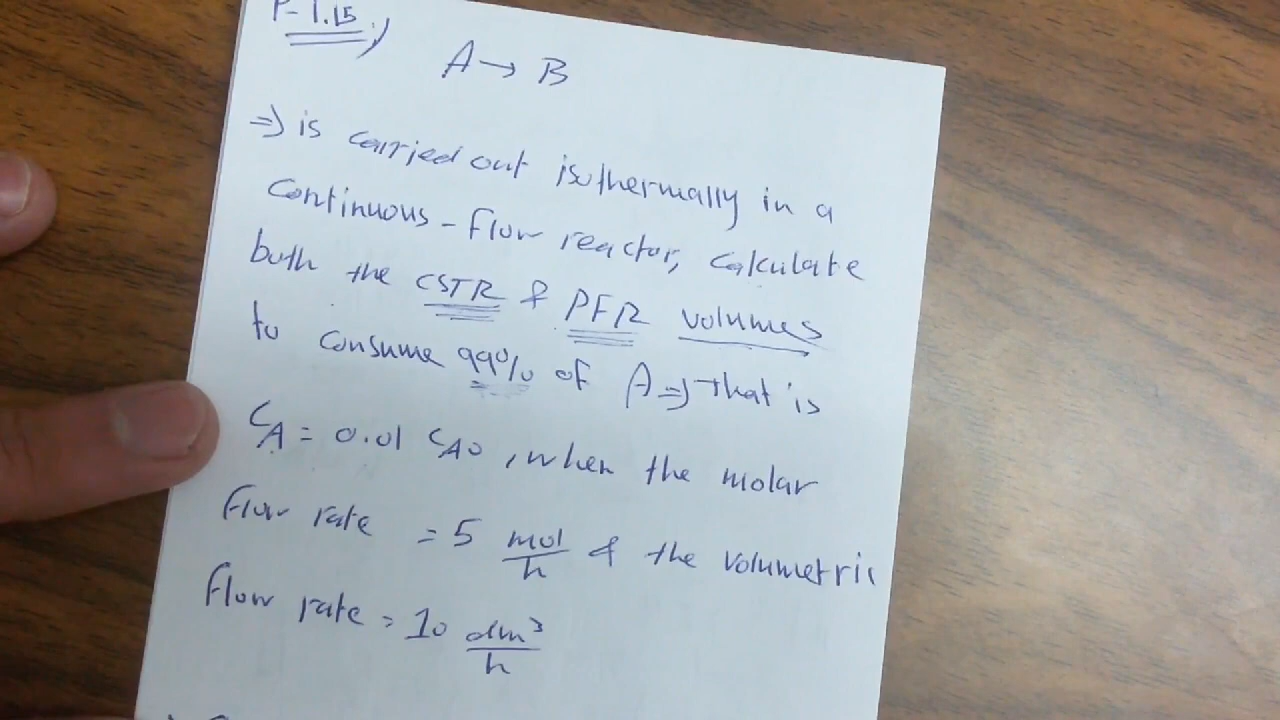 P-1.15)
A → B
⇒ is carried out isothermally in a
continuous-flow reactor, calculate
both the CSTR & PFR volumes
to consume 99% of A ⇒ That is
CA = 0.01 CA0, when the molar
flow rate = 5 mol/h & the volumetric
flow rate = 10 dm³/h